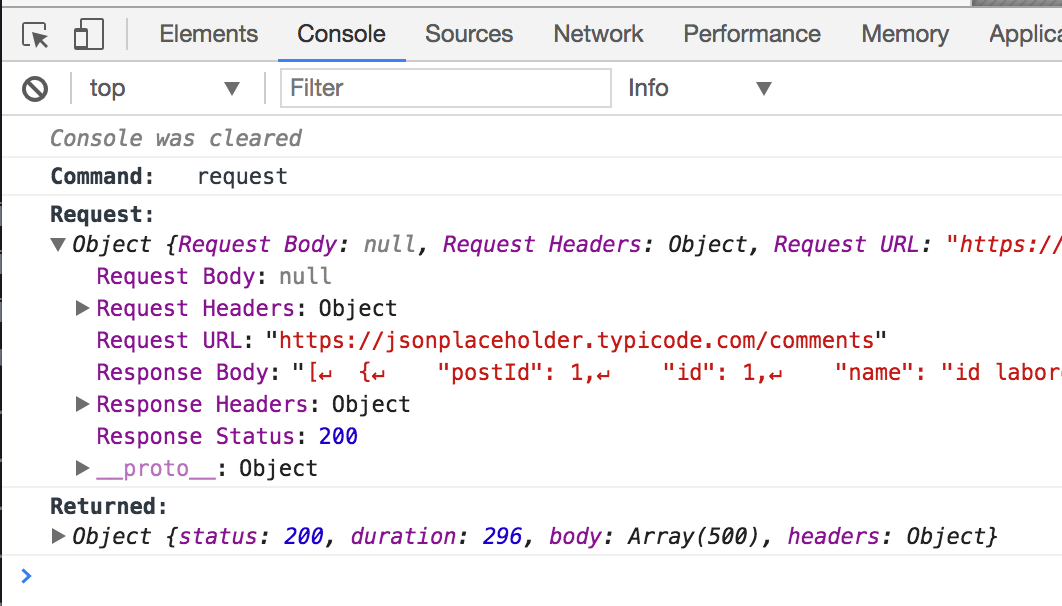 Elements Console Sources Network Performance Memory Applica
top Filter Info
Console was cleared
Command: request
Request:
Object {Request Body: null, Request Headers: Object, Request URL: "https://
Request Body: null
Request Headers: Object
Request URL: "https://jsonplaceholder.typicode.com/comments"
Response Body: "[↵  {↵    "postId": 1,↵    "id": 1,↵    "name": "id labor
Response Headers: Object
Response Status: 200
__proto__: Object
Returned:
Object {status: 200, duration: 296, body: Array(500), headers: Object}